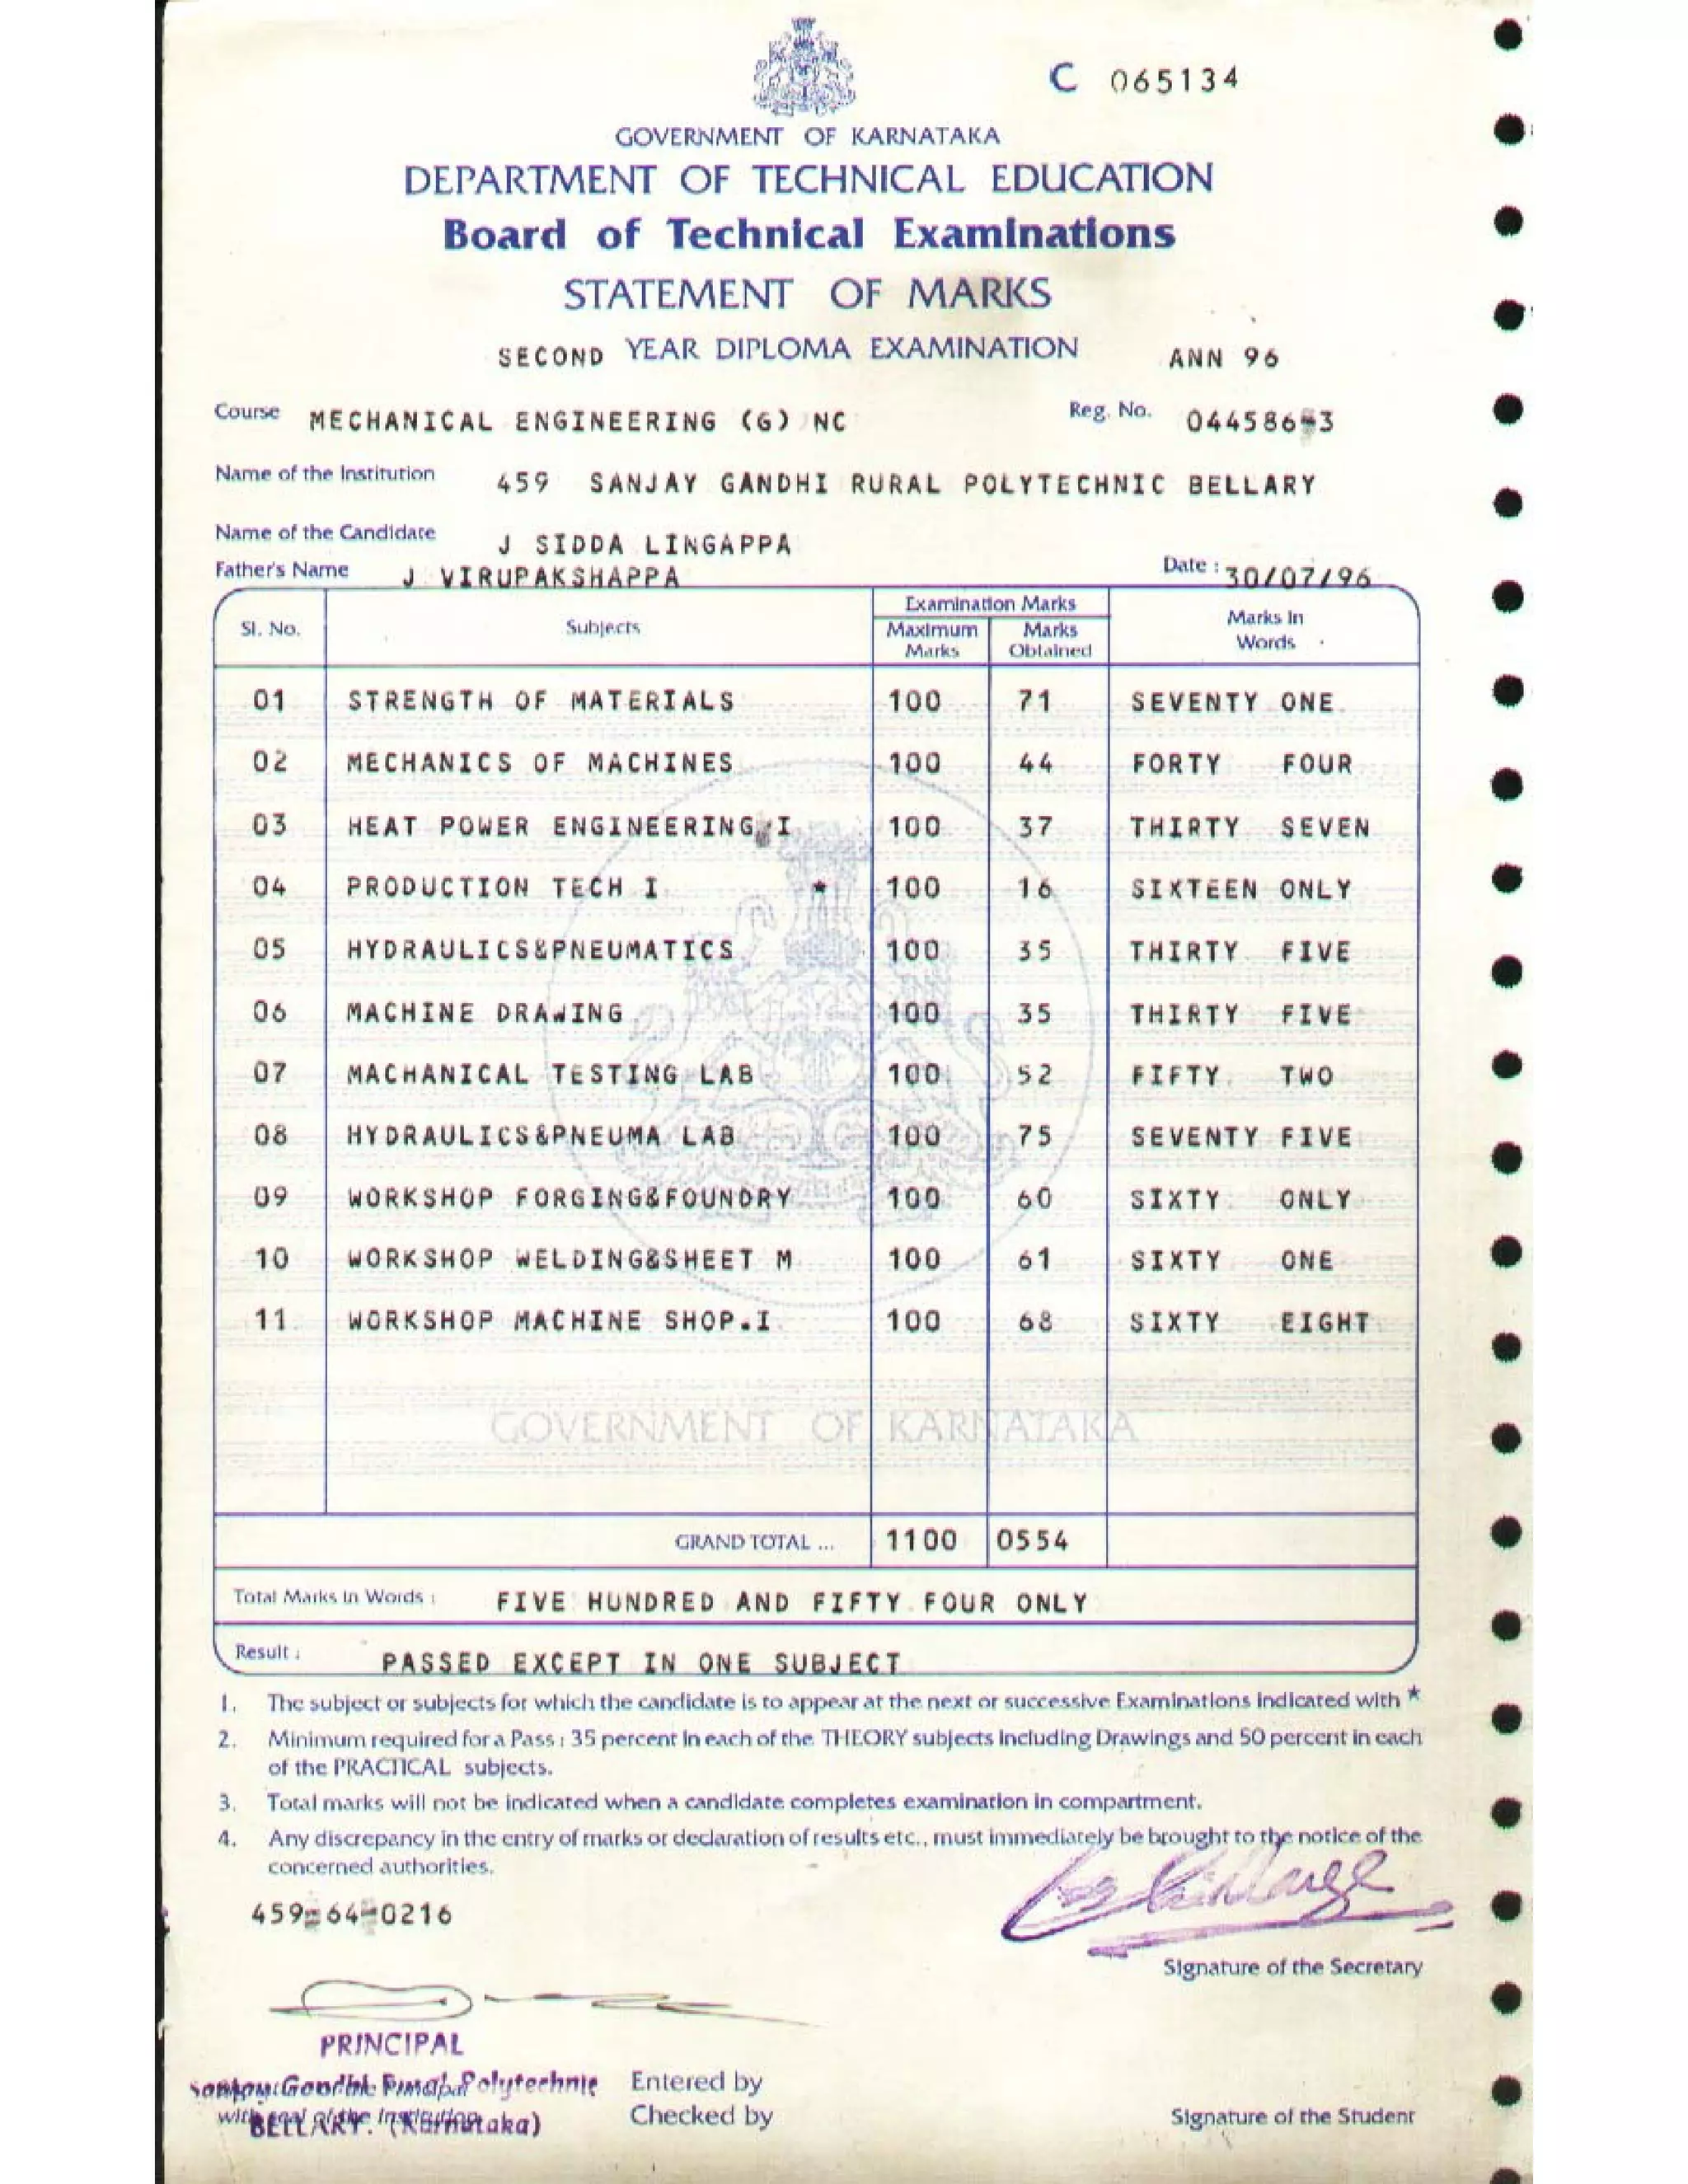 C 065134
GOVERNMENT OF KARNATAKA
DEPARTMENT OF TECHNICAL EDUCATION
Board of Technical Examinations
STATEMENT OF MARKS
SECOND YEAR DIPLOMA EXAMINATION ANN 96
Course MECHANICAL ENGINEERING (G) NC Reg. No. 044586-3
Name of the Institution 459 SANJAY GANDHI RURAL POLYTECHNIC BELLARY
Name of the Candidate J SIDDA LINGAPPA
Father's Name J VIRUPAKSHAPPA Date : 30/07/96
Sl. No. Subjects Examination Marks Marks In Words
Maximum Marks Marks Obtained
01 STRENGTH OF MATERIALS 100 71 SEVENTY ONE
02 MECHANICS OF MACHINES 100 44 FORTY FOUR
03 HEAT POWER ENGINEERING I 100 37 THIRTY SEVEN
04 PRODUCTION TECH I * 100 16 SIXTEEN ONLY
05 HYDRAULICS&PNEUMATICS 100 35 THIRTY FIVE
06 MACHINE DRAWING 100 35 THIRTY FIVE
07 MACHANICAL TESTING LAB 100 52 FIFTY TWO
08 HYDRAULICS&PNEUMA LAB 100 75 SEVENTY FIVE
09 WORKSHOP FORGING&FOUNDRY 100 60 SIXTY ONLY
10 WORKSHOP WELDING&SHEET M 100 61 SIXTY ONE
11 WORKSHOP MACHINE SHOP.I 100 68 SIXTY EIGHT
GOVERNMENT OF KARNATAKA
GRAND TOTAL ... 1100 0554
Total Marks In Words : FIVE HUNDRED AND FIFTY FOUR ONLY
Result : PASSED EXCEPT IN ONE SUBJECT
1. The subject or subjects for which the candidate is to appear at the next or successive Examinations indicated with *
2. Minimum required for a Pass : 35 percent in each of the THEORY subjects including Drawings and 50 percent in each
of the PRACTICAL subjects.
3. Total marks will not be indicated when a candidate completes examination in compartment.
4. Any discrepancy in the entry of marks or declaration of results etc., must immediately be brought to the notice of the
concerned authorities.
459-64-0216
Signature of the Secretary
PRINCIPAL
Sanjay Gandhi Rural Polytechnic Entered by
BELLARY. (Karnataka) Checked by
Signature of the Student